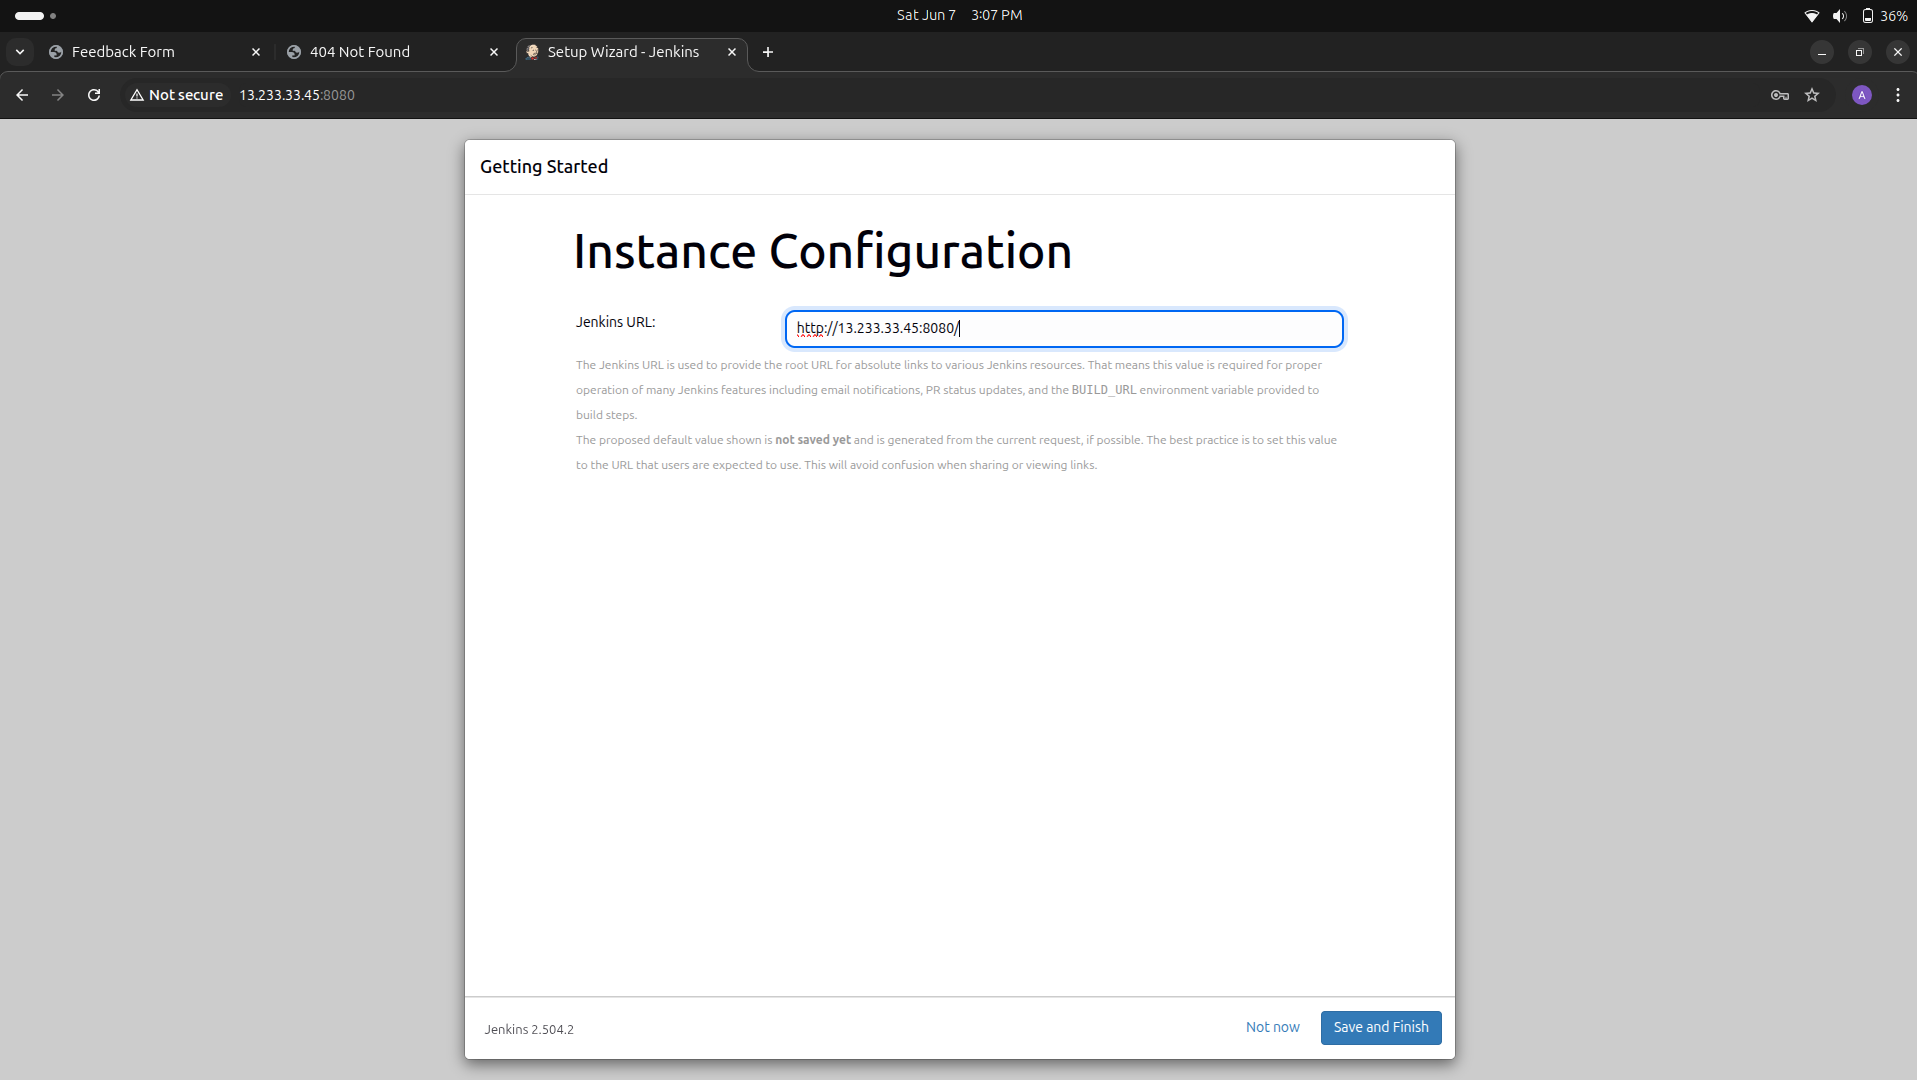 Sat Jun 7 3:07 PM
36%
Feedback Form
404 Not Found
Setup Wizard - Jenkins
Not secure 13.233.33.45:8080
A
Getting Started
Instance Configuration
Jenkins URL:
http://13.233.33.45:8080/
The Jenkins URL is used to provide the root URL for absolute links to various Jenkins resources. That means this value is required for proper
operation of many Jenkins features including email notifications, PR status updates, and the BUILD_URL environment variable provided to
build steps.
The proposed default value shown is not saved yet and is generated from the current request, if possible. The best practice is to set this value
to the URL that users are expected to use. This will avoid confusion when sharing or viewing links.
Jenkins 2.504.2
Not now
Save and Finish